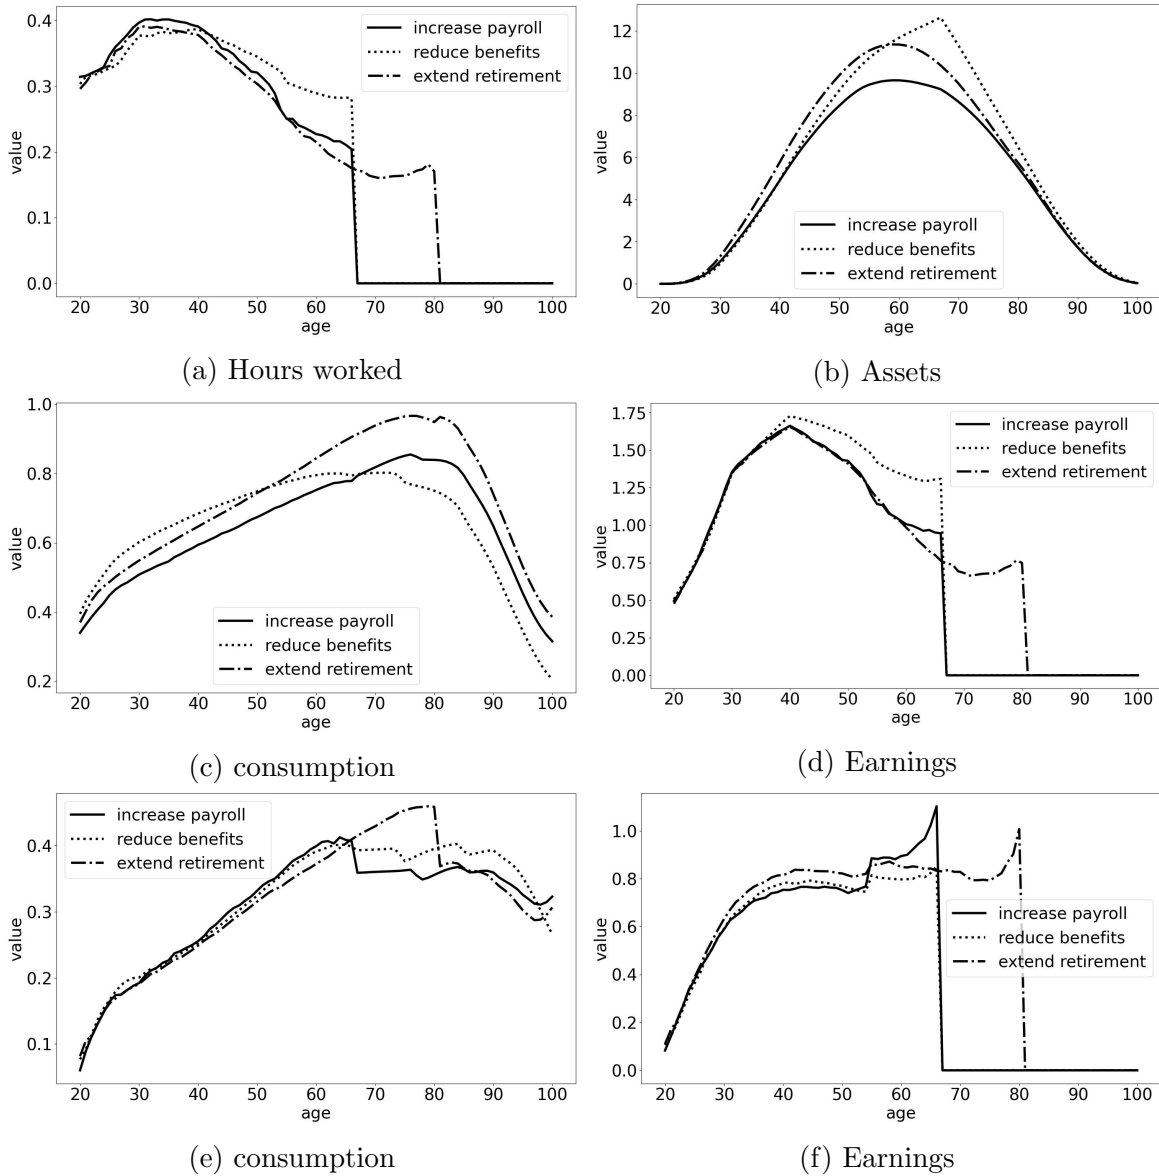 0.4
0.3
0.2
0.1
0.0
value
20 30 40 50 60 70 80 90 100
age
increase payroll
reduce benefits
extend retirement
(a) Hours worked
12
10
8
6
4
2
0
value
20 30 40 50 60 70 80 90 100
age
increase payroll
reduce benefits
extend retirement
(b) Assets
1.0
0.8
0.6
0.4
0.2
value
20 30 40 50 60 70 80 90 100
age
increase payroll
reduce benefits
extend retirement
(c) consumption
1.75
1.50
1.25
1.00
0.75
0.50
0.25
0.00
value
20 30 40 50 60 70 80 90 100
age
increase payroll
reduce benefits
extend retirement
(d) Earnings
0.4
0.3
0.2
0.1
value
20 30 40 50 60 70 80 90 100
age
increase payroll
reduce benefits
extend retirement
(e) consumption
1.0
0.8
0.6
0.4
0.2
0.0
value
20 30 40 50 60 70 80 90 100
age
increase payroll
reduce benefits
extend retirement
(f) Earnings